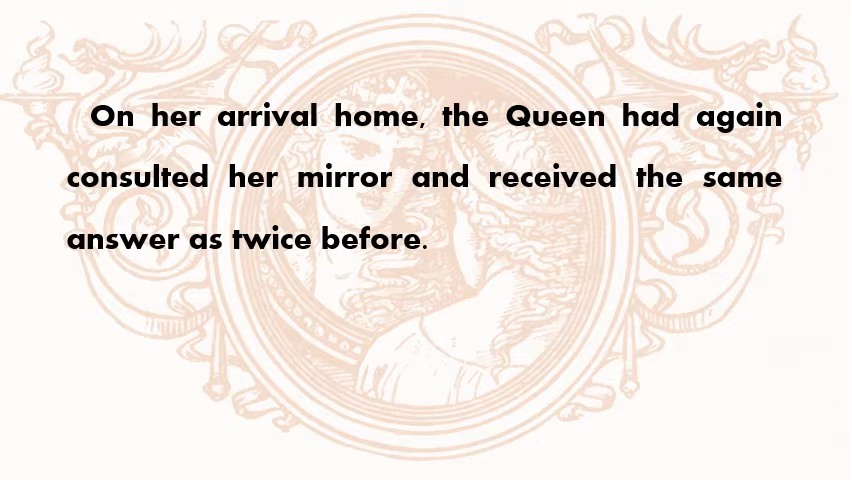 On her arrival home, the Queen had again
consulted her mirror and received the same
answer as twice before.